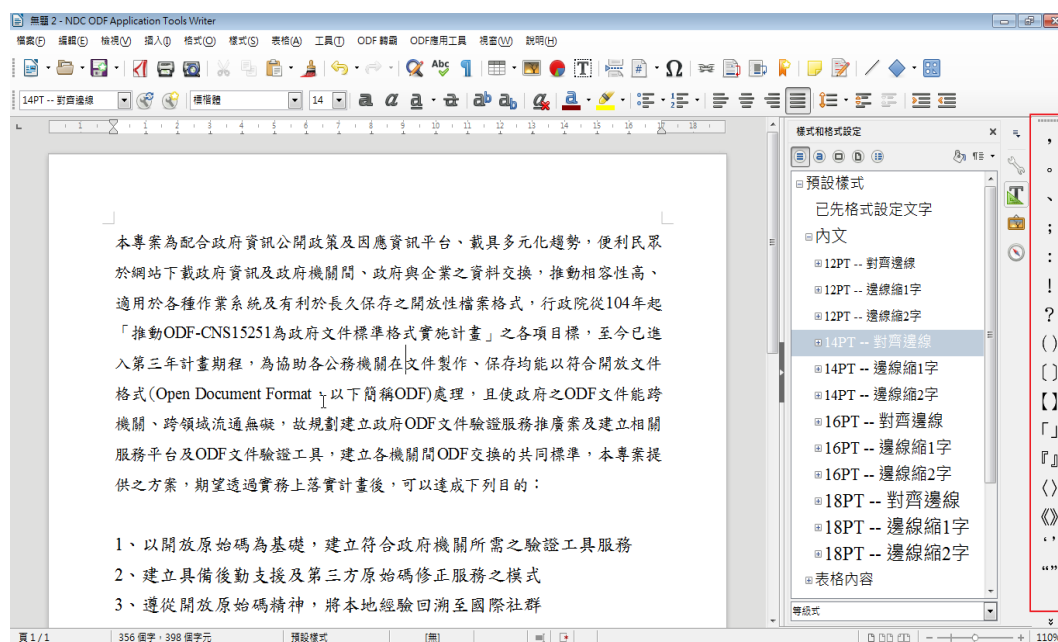 無題 2 - NDC ODF Application Tools Writer
檔案(F) 編輯(E) 檢視(V) 插入(I) 格式(O) 樣式(S) 表格(A) 工具(T) ODF 轉霸 ODF應用工具 視窗(W) 說明(H)
14PT -- 對齊邊線 標楷體 14
樣式和格式設定
預設樣式
已先格式設定文字
內文
12PT -- 對齊邊線
12PT -- 邊線縮1字
12PT -- 邊線縮2字
14PT -- 對齊邊線
14PT -- 邊線縮1字
14PT -- 邊線縮2字
16PT -- 對齊邊線
16PT -- 邊線縮1字
16PT -- 邊線縮2字
18PT -- 對齊邊線
18PT -- 邊線縮1字
18PT -- 邊線縮2字
表格內容
等級式
本專案為配合政府資訊公開政策及因應資訊平台、載具多元化趨勢，便利民眾
於網站下載政府資訊及政府機關間、政府與企業之資料交換，推動相容性高、
適用於各種作業系統及有利於長久保存之開放性檔案格式，行政院從104年起
「推動ODF-CNS15251為政府文件標準格式實施計畫」之各項目標，至今已進
入第三年計畫期程，為協助各公務機關在文件製作、保存均能以符合開放文件
格式(Open Document Format，以下簡稱ODF)處理，且使政府之ODF文件能跨
機關、跨領域流通無礙，故規劃建立政府ODF文件驗證服務推廣案及建立相關
服務平台及ODF文件驗證工具，建立各機關間ODF交換的共同標準，本專案提
供之方案，期望透過實務上落實計畫後，可以達成下列目的：
1、以開放原始碼為基礎，建立符合政府機關所需之驗證工具服務
2、建立具備後勤支援及第三方原始碼修正服務之模式
3、遵從開放原始碼精神，將本地經驗回溯至國際社群
，
。
、
；
：
！
？
()
〔〕
【】
「」
『』
〈〉
《》
‘’
“”
頁 1 / 1 356 個字，398 個字元 預設樣式 [無] 110%